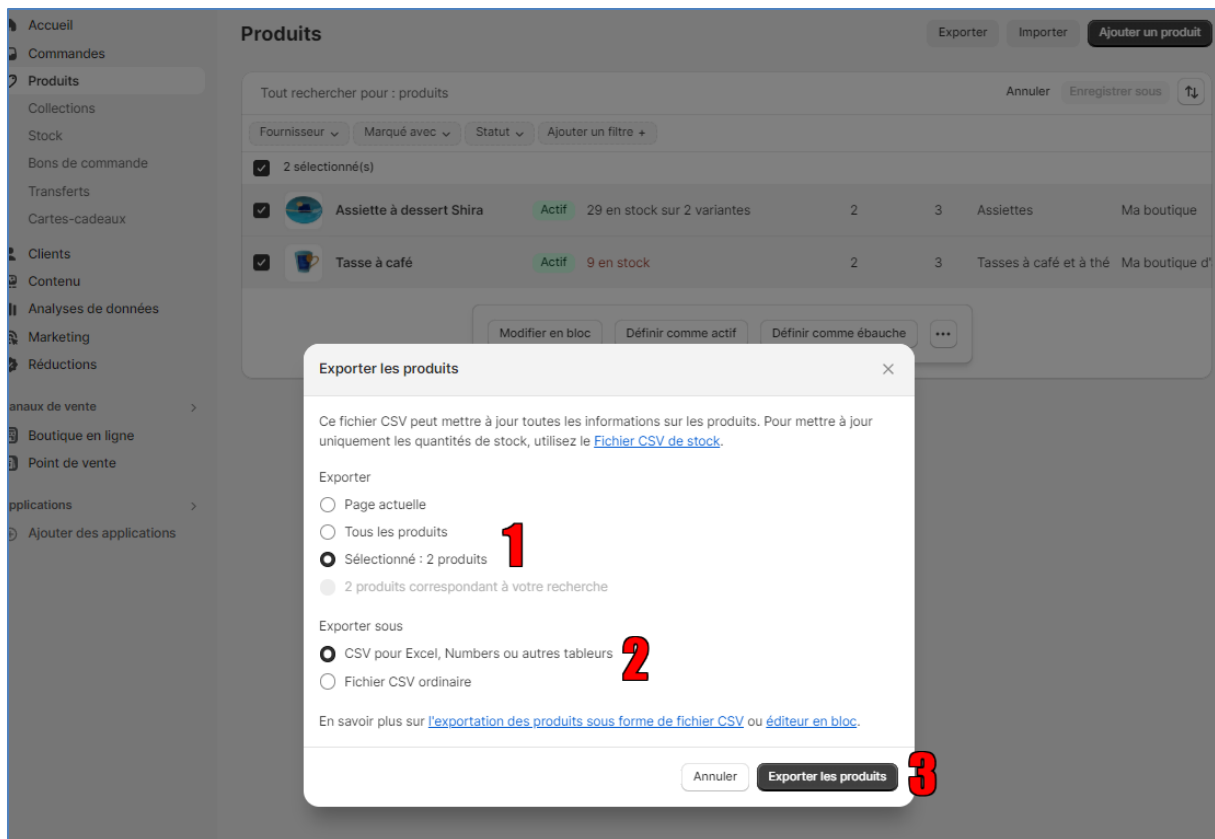 Accueil
Commandes
Produits
Collections
Stock
Bons de commande
Transferts
Cartes-cadeaux
Clients
Contenu
Analyses de données
Marketing
Réductions
anaux de vente >
Boutique en ligne
Point de vente
pplications >
Ajouter des applications
Produits
Exporter Importer Ajouter un produit
Tout rechercher pour : produits
Annuler Enregistrer sous
Fournisseur Marqué avec Statut Ajouter un filtre +
2 sélectionné(s)
Assiette à dessert Shira Actif 29 en stock sur 2 variantes 2 3 Assiettes Ma boutique
Tasse à café Actif 9 en stock 2 3 Tasses à café et à thé Ma boutique d'
Modifier en bloc Définir comme actif Définir comme ébauche ...
Exporter les produits
Ce fichier CSV peut mettre à jour toutes les informations sur les produits. Pour mettre à jour
uniquement les quantités de stock, utilisez le Fichier CSV de stock.
Exporter
Page actuelle
Tous les produits
1
Sélectionné : 2 produits
2 produits correspondant à votre recherche
Exporter sous
CSV pour Excel, Numbers ou autres tableurs
2
Fichier CSV ordinaire
En savoir plus sur l'exportation des produits sous forme de fichier CSV ou éditeur en bloc.
Annuler Exporter les produits
3